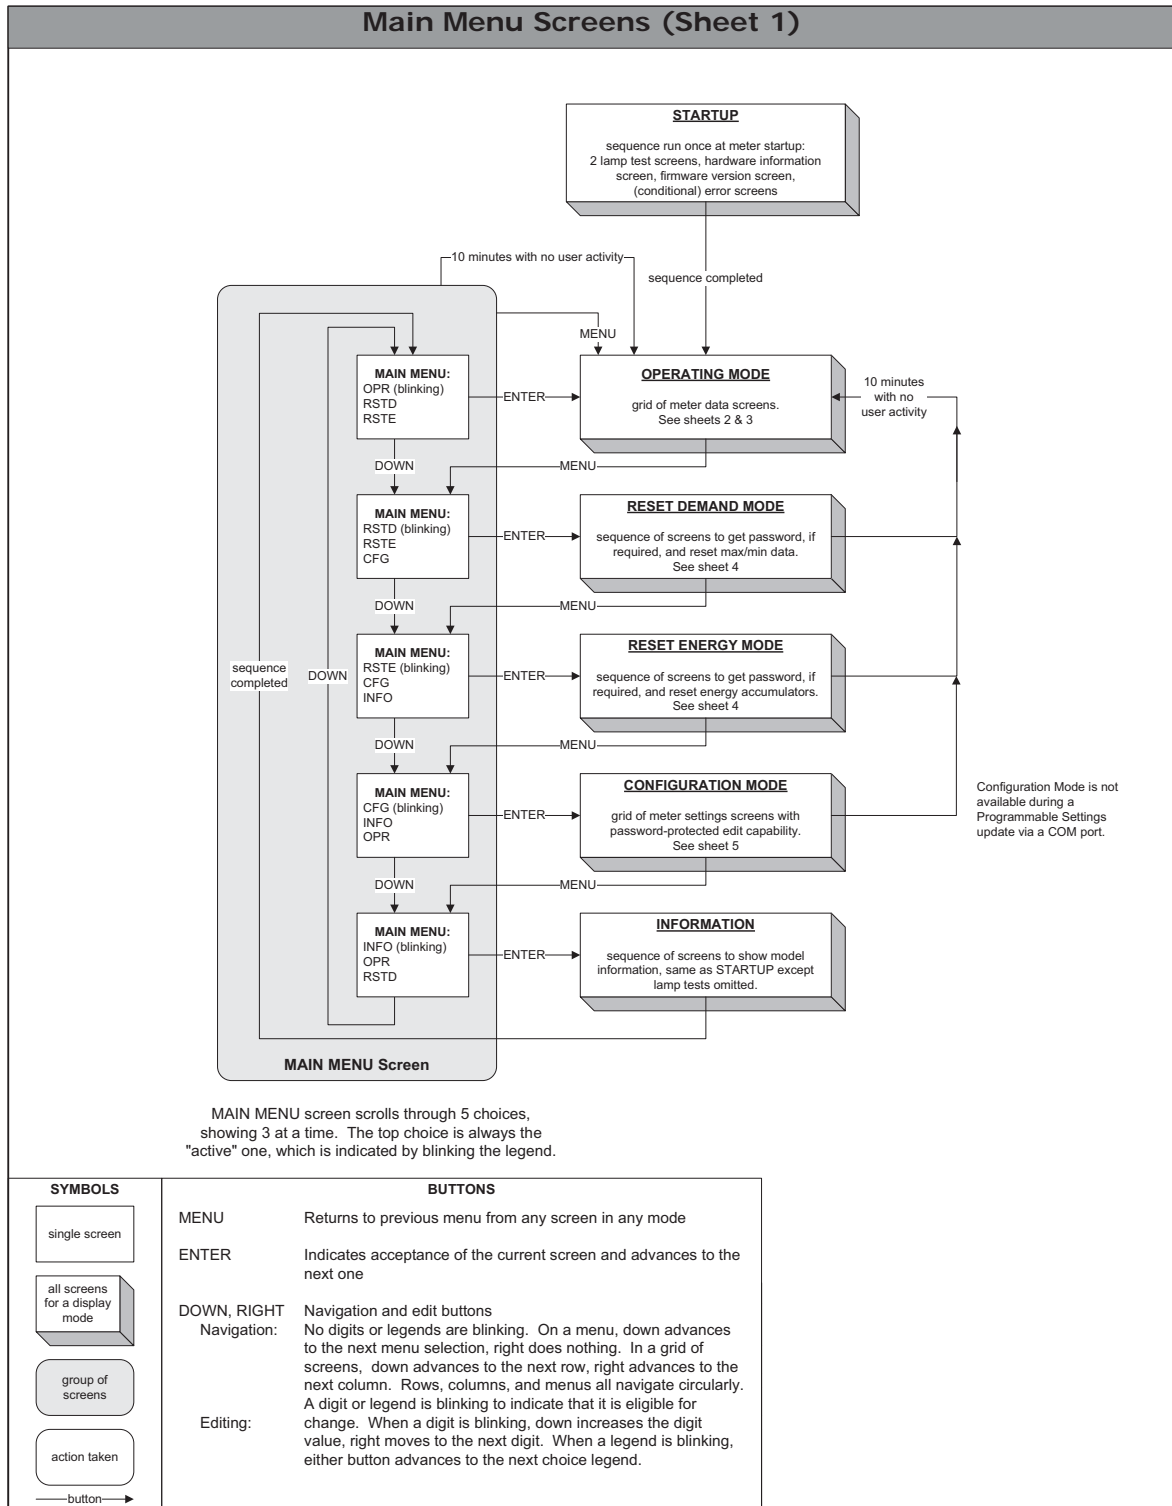 Main Menu Screens (Sheet 1)
STARTUP
sequence run once at meter startup:
2 lamp test screens, hardware information
screen, firmware version screen,
(conditional) error screens
10 minutes with no user activity
sequence completed
MENU
MAIN MENU:
OPR (blinking)
RSTD
RSTE
ENTER
OPERATING MODE
grid of meter data screens.
See sheets 2 & 3
10 minutes
with no
user activity
DOWN
MENU
MAIN MENU:
RSTD (blinking)
RSTE
CFG
ENTER
RESET DEMAND MODE
sequence of screens to get password, if
required, and reset max/min data.
See sheet 4
DOWN
MENU
sequence
completed
DOWN
MAIN MENU:
RSTE (blinking)
CFG
INFO
ENTER
RESET ENERGY MODE
sequence of screens to get password, if
required, and reset energy accumulators.
See sheet 4
DOWN
MENU
MAIN MENU:
CFG (blinking)
INFO
OPR
ENTER
CONFIGURATION MODE
grid of meter settings screens with
password-protected edit capability.
See sheet 5
Configuration Mode is not
available during a
Programmable Settings
update via a COM port.
DOWN
MENU
MAIN MENU:
INFO (blinking)
OPR
RSTD
ENTER
INFORMATION
sequence of screens to show model
information, same as STARTUP except
lamp tests omitted.
MAIN MENU Screen
MAIN MENU screen scrolls through 5 choices,
showing 3 at a time. The top choice is always the
"active" one, which is indicated by blinking the legend.
SYMBOLS
single screen
all screens
for a display
mode
group of
screens
action taken
button
BUTTONS
MENU Returns to previous menu from any screen in any mode
ENTER Indicates acceptance of the current screen and advances to the
next one
DOWN, RIGHT Navigation and edit buttons
Navigation: No digits or legends are blinking. On a menu, down advances
to the next menu selection, right does nothing. In a grid of
screens, down advances to the next row, right advances to the
next column. Rows, columns, and menus all navigate circularly.
A digit or legend is blinking to indicate that it is eligible for
Editing: change. When a digit is blinking, down increases the digit
value, right moves to the next digit. When a legend is blinking,
either button advances to the next choice legend.